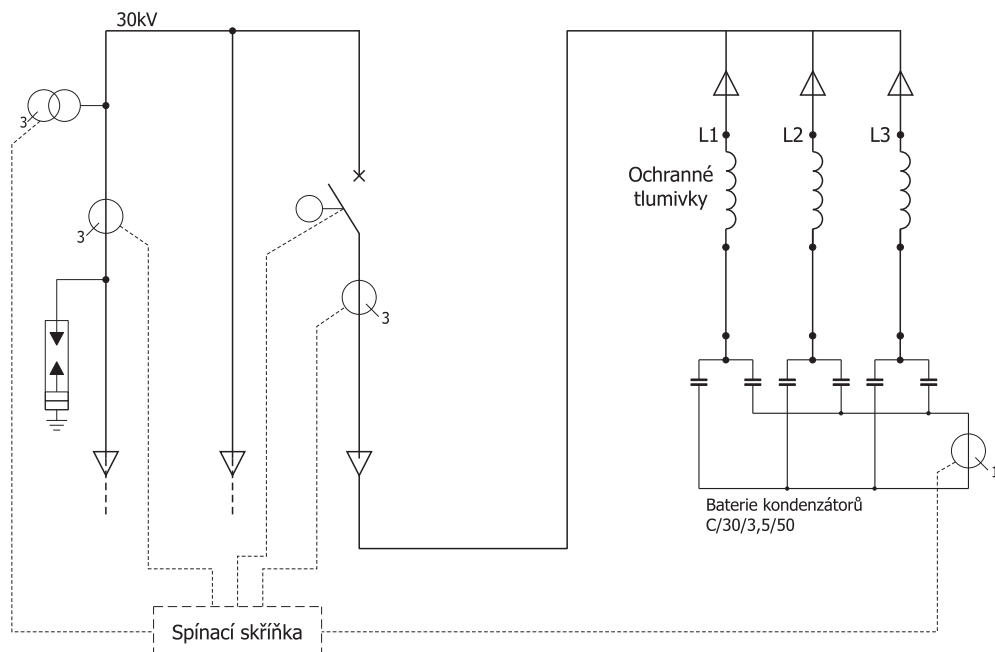 30kV
3
3
3
L1
L2
L3
Ochranné
tlumivky
1
Baterie kondenzátorů
C/30/3,5/50
Spínací skříňka